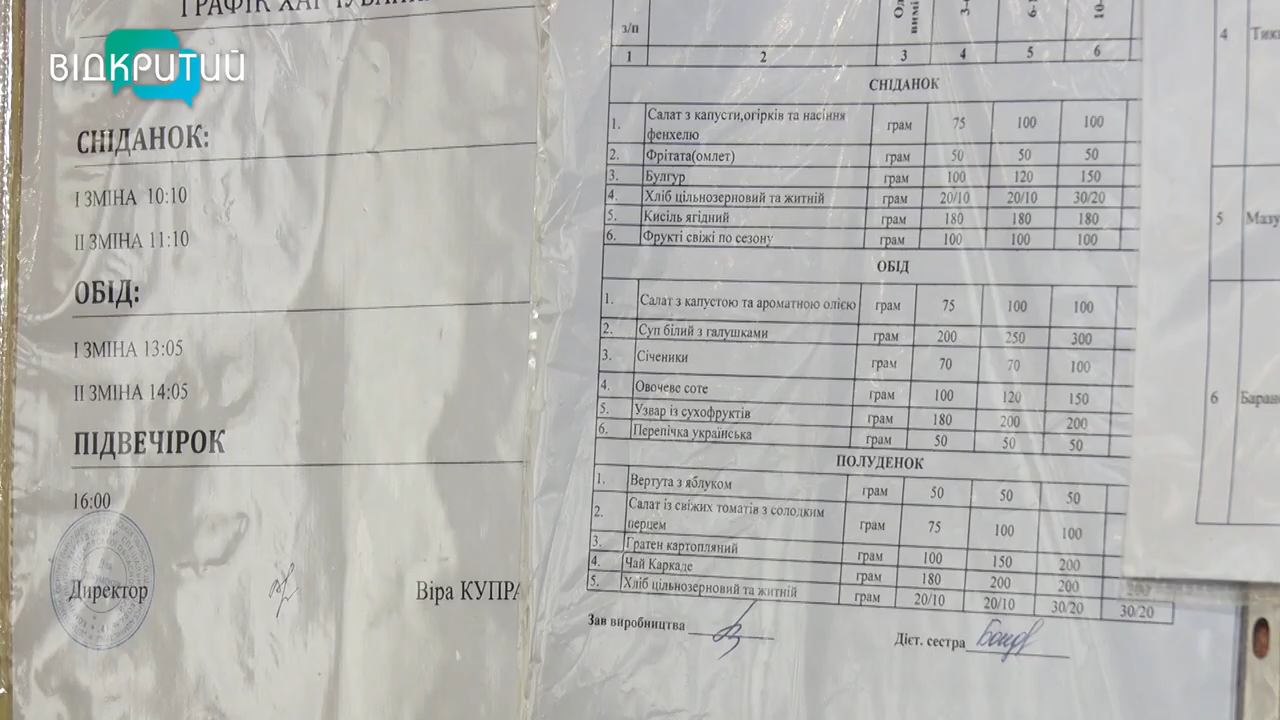 ВІДКРИТИЙ
ГРАФІК
СНІДАНОК:
І ЗМІНА 10:10
ІІ ЗМІНА 11:10
ОБІД:
І ЗМІНА 13:05
ІІ ЗМІНА 14:05
ПІДВЕЧІРОК
16:00
Директор Віра КУПРА
з/п
1 2 3 4 5 6
СНІДАНОК
1. Салат з капусти,огірків та насіння фенхелю грам 75 100 100
2. Фрітата(омлет) грам 50 50 50
3. Булгур грам 100 120 150
4. Хліб цільнозерновий та житній грам 20/10 20/10 30/20
5. Кисіль ягідний грам 180 180 180
6. Фрукті свіжі по сезону грам 100 100 100
ОБІД
1. Салат з капустою та ароматною олією грам 75 100 100
2. Суп білий з галушками грам 200 250 300
3. Січеники грам 70 70 100
4. Овочеве соте грам 100 120 150
5. Узвар із сухофруктів грам 180 200 200
6. Перепічка українська грам 50 50 50
ПОЛУДЕНОК
1. Вертута з яблуком грам 50 50 50
2. Салат із свіжих томатів з солодким перцем грам 75 100 100
3. Гратен картопляний грам 100 150 200
4. Чай Каркаде грам 180 200 200 200
5. Хліб цільнозерновий та житній грам 20/10 20/10 30/20 30/20
Зав виробництва
Дієт. сестра
4
5
6